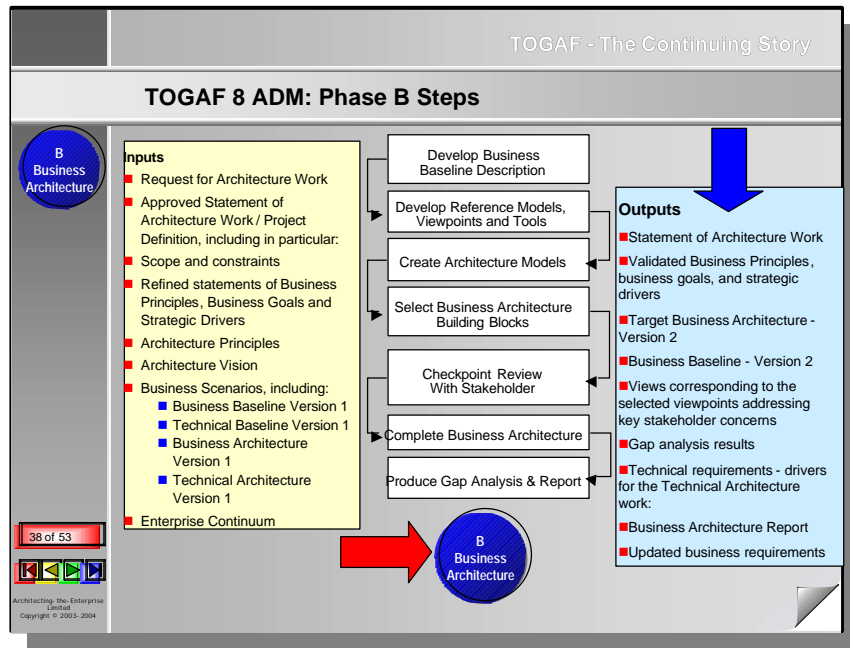 TOGAF - The Continuing Story
TOGAF 8 ADM: Phase B Steps
B
Business
Architecture
Inputs
Request for Architecture Work
Approved Statement of
Architecture Work / Project
Definition, including in particular:
Scope and constraints
Refined statements of Business
Principles, Business Goals and
Strategic Drivers
Architecture Principles
Architecture Vision
Business Scenarios, including:
Business Baseline Version 1
Technical Baseline Version 1
Business Architecture
Version 1
Technical Architecture
Version 1
Enterprise Continuum
Develop Business
Baseline Description
Develop Reference Models,
Viewpoints and Tools
Create Architecture Models
Select Business Architecture
Building Blocks
Checkpoint Review
With Stakeholder
Complete Business Architecture
Produce Gap Analysis & Report
B
Business
Architecture
Outputs
Statement of Architecture Work
Validated Business Principles,
business goals, and strategic
drivers
Target Business Architecture -
Version 2
Business Baseline - Version 2
Views corresponding to the
selected viewpoints addressing
key stakeholder concerns
Gap analysis results
Technical requirements - drivers
for the Technical Architecture
work:
Business Architecture Report
Updated business requirements
38 of 53
Architecting-the-Enterprise
Limited
Copyright © 2003-2004